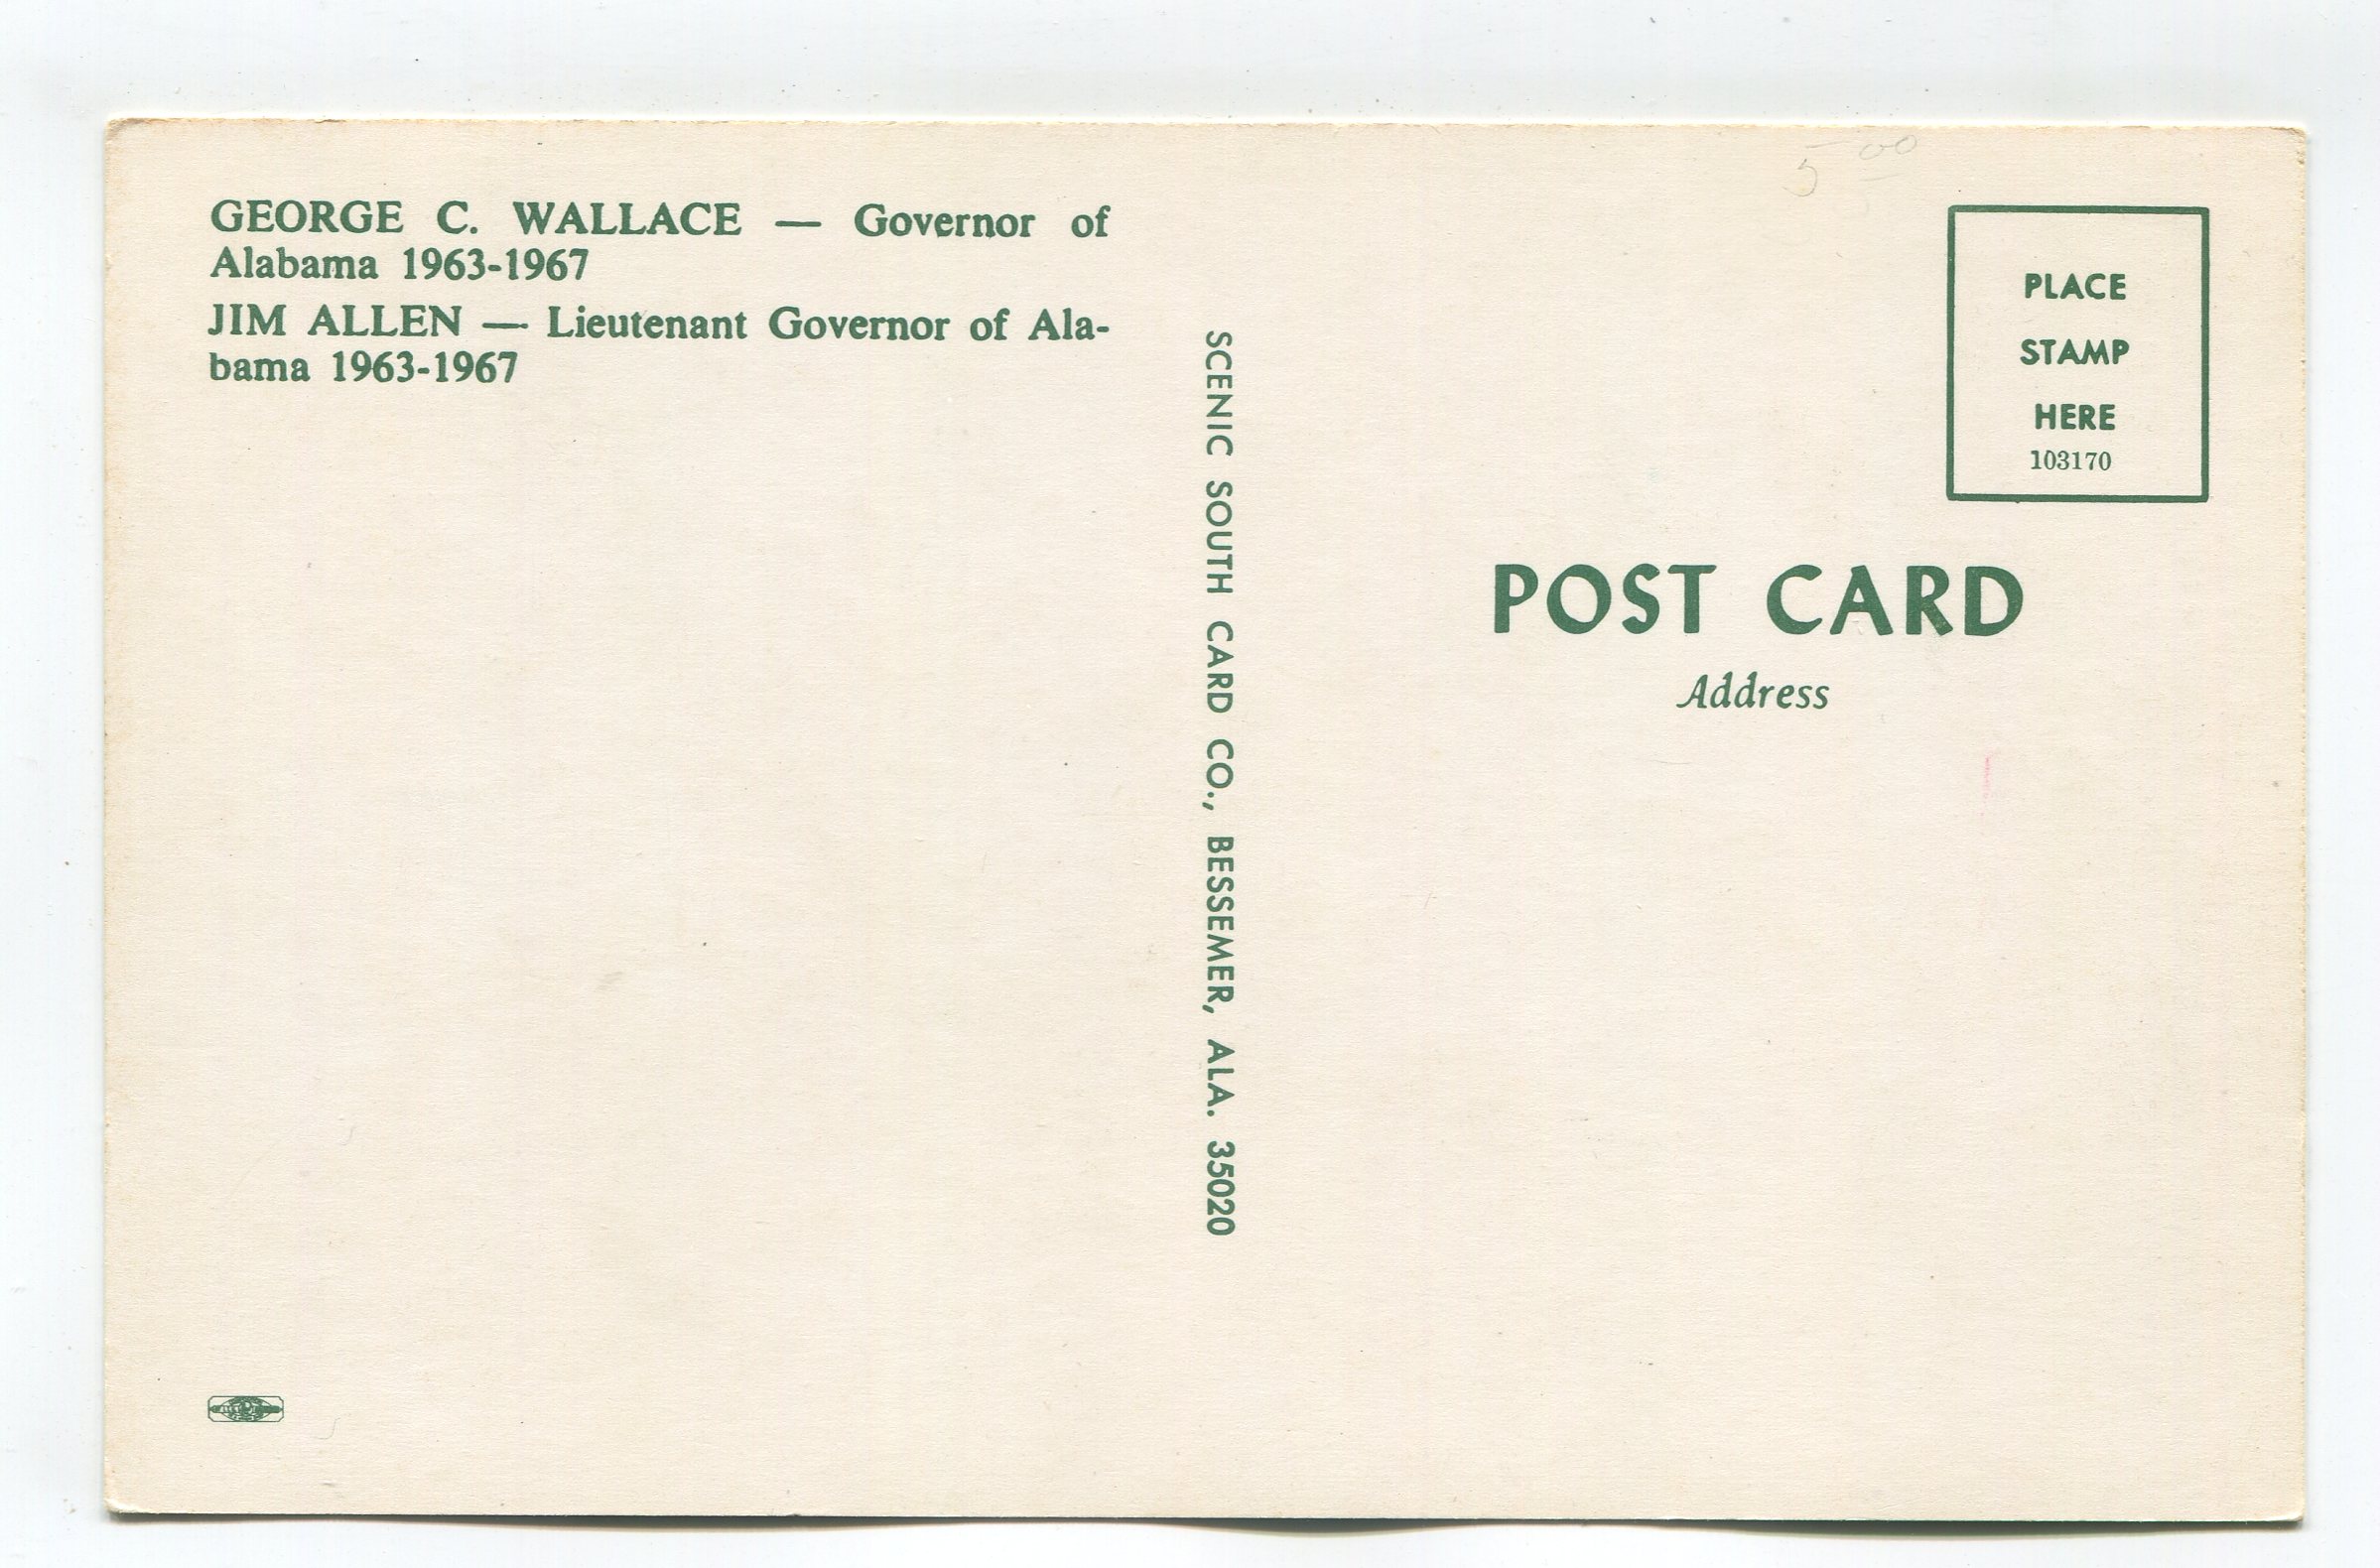 GEORGE C. WALLACE — Governor of
Alabama 1963-1967
JIM ALLEN — Lieutenant Governor of Ala-
bama 1963-1967
SCENIC SOUTH CARD CO., BESSEMER, ALA. 35020
5 00
PLACE
STAMP
HERE
103170
POST CARD
Address